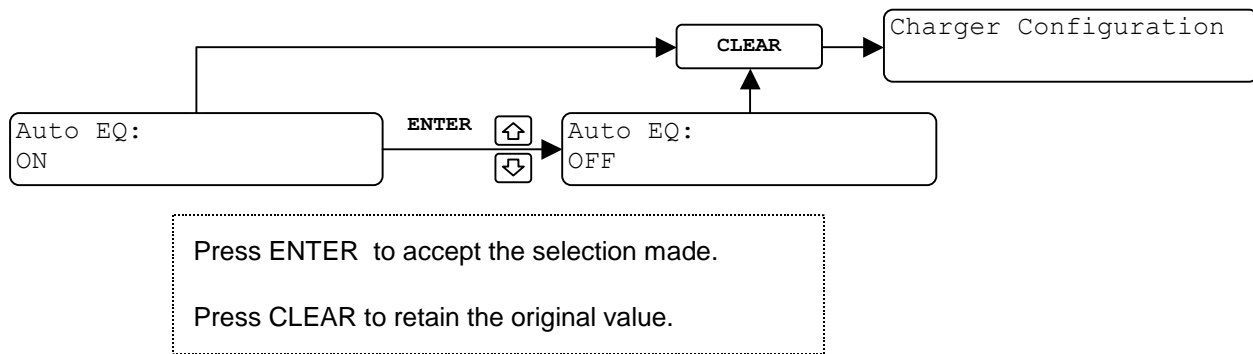 Charger Configuration
CLEAR
Auto EQ:
ON
ENTER
Auto EQ:
OFF
Press ENTER  to accept the selection made.
Press CLEAR to retain the original value.